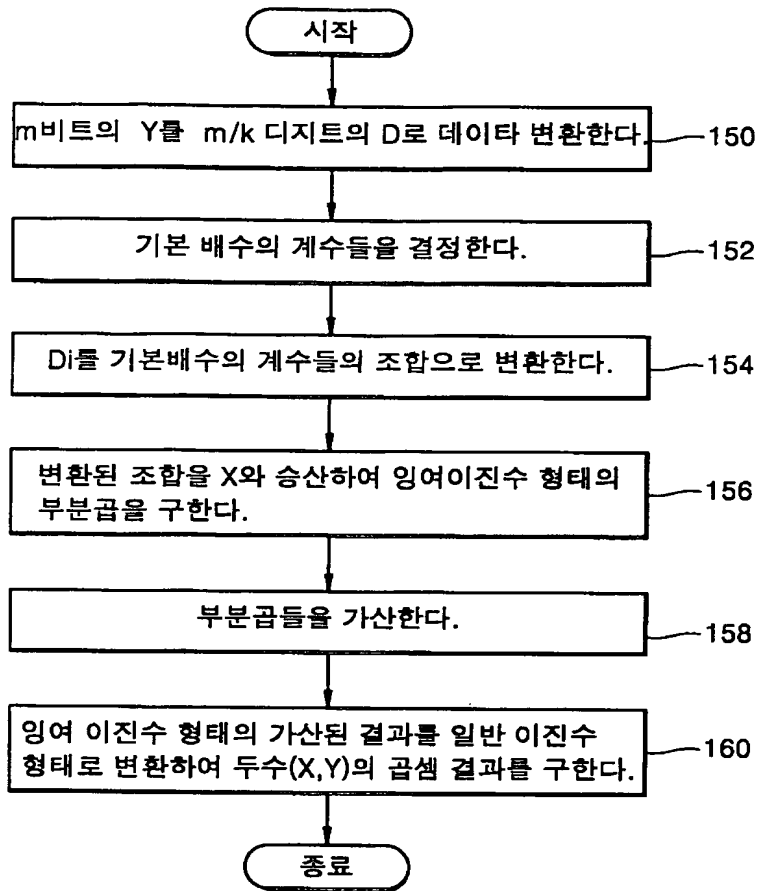 시작
m비트의 Y를 m/k 디지트의 D로 데이타 변환한다.
150
기본 배수의 계수들을 결정한다.
152
Di를 기본배수의 계수들의 조합으로 변환한다.
154
변환된 조합을 X와 승산하여 잉여이진수 형태의
부분곱을 구한다.
156
부분곱들을 가산한다.
158
잉여 이진수 형태의 가산된 결과를 일반 이진수
형태로 변환하여 두수(X,Y)의 곱셈 결과를 구한다.
160
종료